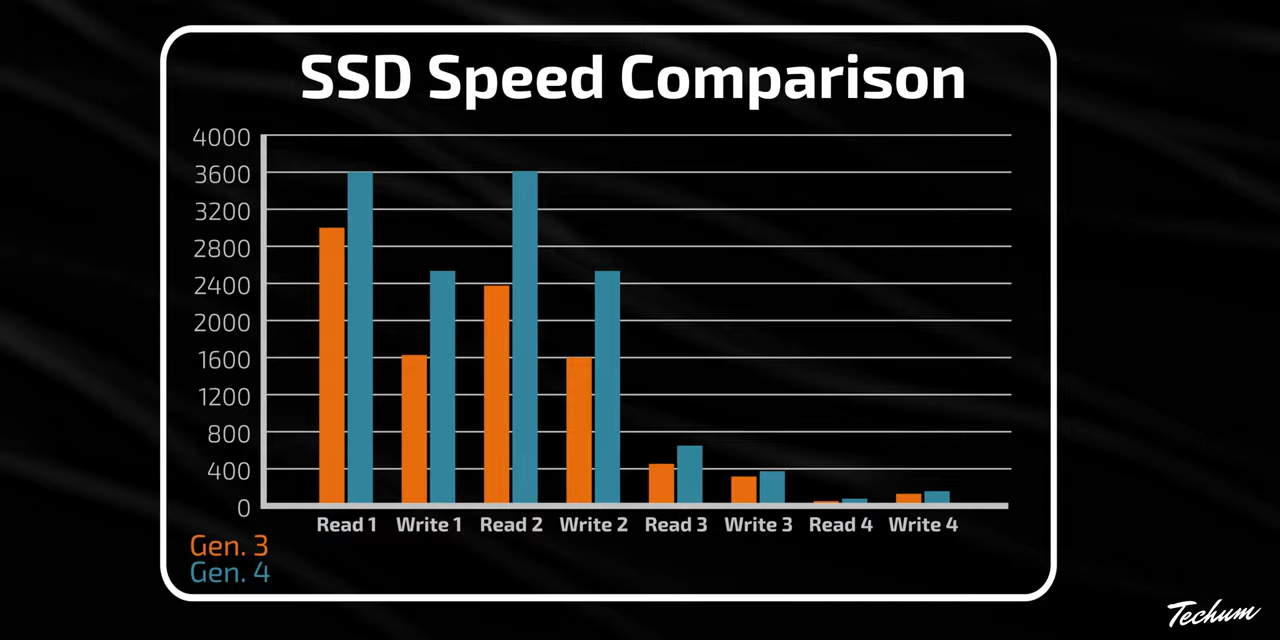 SSD Speed Comparison
4000
3600
3200
2800
2400
2000
1600
1200
800
400
0
Read 1 Write 1 Read 2 Write 2 Read 3 Write 3 Read 4 Write 4
Gen. 3
Gen. 4
Techum